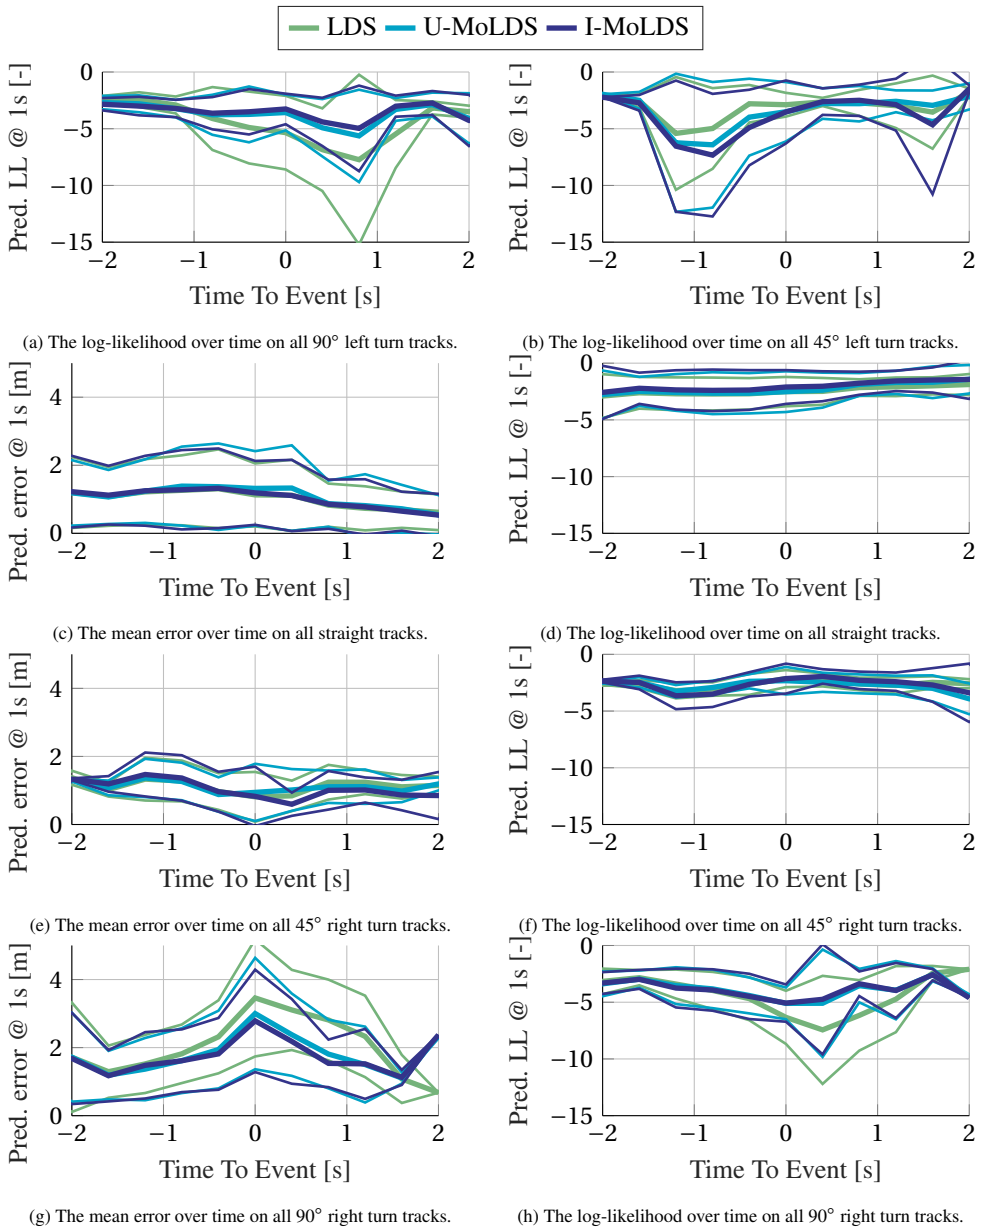 LDS U-MoLDS I-MoLDS
Pred. LL @ 1s [-]
0
−5
−10
−15
−2 −1 0 1 2
Time To Event [s]
(a) The log-likelihood over time on all 90° left turn tracks.
Pred. LL @ 1s [-]
0
−5
−10
−15
−2 −1 0 1 2
Time To Event [s]
(b) The log-likelihood over time on all 45° left turn tracks.
Pred. error @ 1s [m]
4
2
0
−2 −1 0 1 2
Time To Event [s]
(c) The mean error over time on all straight tracks.
Pred. LL @ 1s [-]
0
−5
−10
−15
−2 −1 0 1 2
Time To Event [s]
(d) The log-likelihood over time on all straight tracks.
Pred. error @ 1s [m]
4
2
0
−2 −1 0 1 2
Time To Event [s]
(e) The mean error over time on all 45° right turn tracks.
Pred. LL @ 1s [-]
0
−5
−10
−15
−2 −1 0 1 2
Time To Event [s]
(f) The log-likelihood over time on all 45° right turn tracks.
Pred. error @ 1s [m]
4
2
0
−2 −1 0 1 2
Time To Event [s]
(g) The mean error over time on all 90° right turn tracks.
Pred. LL @ 1s [-]
0
−5
−10
−15
−2 −1 0 1 2
Time To Event [s]
(h) The log-likelihood over time on all 90° right turn tracks.